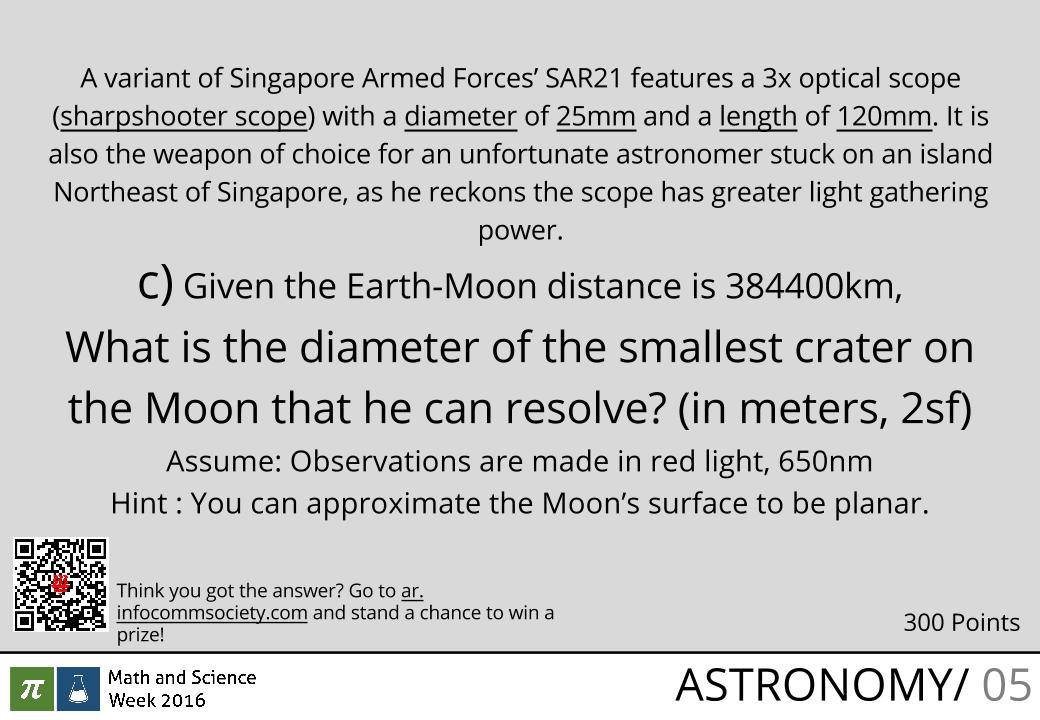 A variant of Singapore Armed Forces’ SAR21 features a 3x optical scope
(sharpshooter scope) with a diameter of 25mm and a length of 120mm. It is
also the weapon of choice for an unfortunate astronomer stuck on an island
Northeast of Singapore, as he reckons the scope has greater light gathering
power.
c) Given the Earth-Moon distance is 384400km,
What is the diameter of the smallest crater on
the Moon that he can resolve? (in meters, 2sf)
Assume: Observations are made in red light, 650nm
Hint : You can approximate the Moon’s surface to be planar.
Think you got the answer? Go to ar.
infocommsociety.com and stand a chance to win a
prize!
300 Points
π
Math and Science
Week 2016
ASTRONOMY/ 05